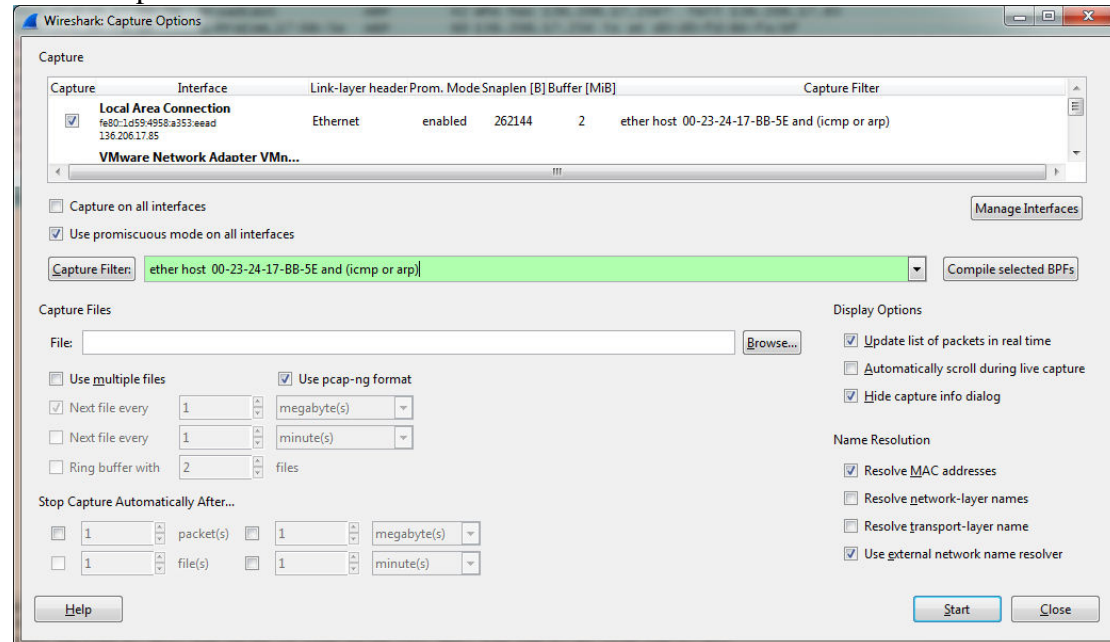 Wireshark: Capture Options
Capture
Capture Interface Link-layer header Prom. Mode Snaplen [B] Buffer [MiB] Capture Filter
Local Area Connection
fe80::1d59:4958:a353:eead
136.206.17.85
Ethernet enabled 262144 2 ether host 00-23-24-17-BB-5E and (icmp or arp)
VMware Network Adapter VMn...
Capture on all interfaces
Manage Interfaces
Use promiscuous mode on all interfaces
Capture Filter: ether host 00-23-24-17-BB-5E and (icmp or arp) Compile selected BPFs
Capture Files
File: Browse...
Use multiple files Use pcap-ng format
Next file every 1 megabyte(s)
Next file every 1 minute(s)
Ring buffer with 2 files
Stop Capture Automatically After...
1 packet(s) 1 megabyte(s)
1 file(s) 1 minute(s)
Display Options
Update list of packets in real time
Automatically scroll during live capture
Hide capture info dialog
Name Resolution
Resolve MAC addresses
Resolve network-layer names
Resolve transport-layer name
Use external network name resolver
Help Start Close